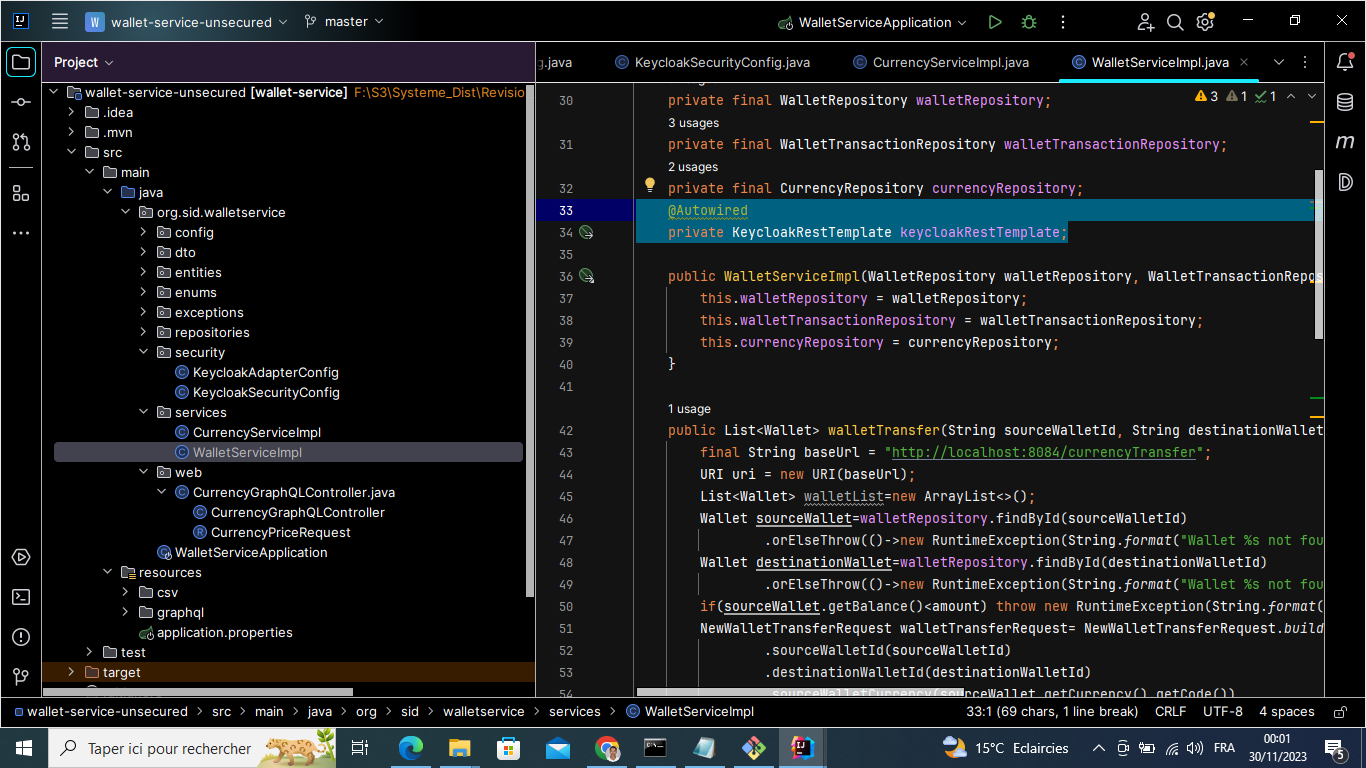 W wallet-service-unsecured master WalletServiceApplication
Project
wallet-service-unsecured [wallet-service] F:\S3\Systeme_Dist\Revisio
.idea
.mvn
src
main
java
org.sid.walletservice
config
dto
entities
enums
exceptions
repositories
security
KeycloakAdapterConfig
KeycloakSecurityConfig
services
CurrencyServiceImpl
WalletServiceImpl
web
CurrencyGraphQLController.java
CurrencyGraphQLController
CurrencyPriceRequest
WalletServiceApplication
resources
csv
graphql
application.properties
test
target
g.java KeycloakSecurityConfig.java CurrencyServiceImpl.java WalletServiceImpl.java
3 1 1
30 private final WalletRepository walletRepository;
3 usages
31 private final WalletTransactionRepository walletTransactionRepository;
2 usages
32 private final CurrencyRepository currencyRepository;
33 @Autowired
34 private KeycloakRestTemplate keycloakRestTemplate;
35
36 public WalletServiceImpl(WalletRepository walletRepository, WalletTransactionRepos
37 this.walletRepository = walletRepository;
38 this.walletTransactionRepository = walletTransactionRepository;
39 this.currencyRepository = currencyRepository;
40 }
41
1 usage
42 public List<Wallet> walletTransfer(String sourceWalletId, String destinationWallet
43 final String baseUrl = "http://localhost:8084/currencyTransfer";
44 URI uri = new URI(baseUrl);
45 List<Wallet> walletList=new ArrayList<>();
46 Wallet sourceWallet=walletRepository.findById(sourceWalletId)
47 .orElseThrow(()->new RuntimeException(String.format("Wallet %s not fou
48 Wallet destinationWallet=walletRepository.findById(destinationWalletId)
49 .orElseThrow(()->new RuntimeException(String.format("Wallet %s not fou
50 if(sourceWallet.getBalance()<amount) throw new RuntimeException(String.format(
51 NewWalletTransferRequest walletTransferRequest= NewWalletTransferRequest.build
52 .sourceWalletId(sourceWalletId)
53 .destinationWalletId(destinationWalletId)
54 .sourceWalletCurrency(sourceWallet.getCurrency().getCode())
wallet-service-unsecured > src > main > java > org > sid > walletservice > services > WalletServiceImpl 33:1 (69 chars, 1 line break) CRLF UTF-8 4 spaces
Taper ici pour rechercher 15°C Eclaircies FRA 00:01
30/11/2023 5